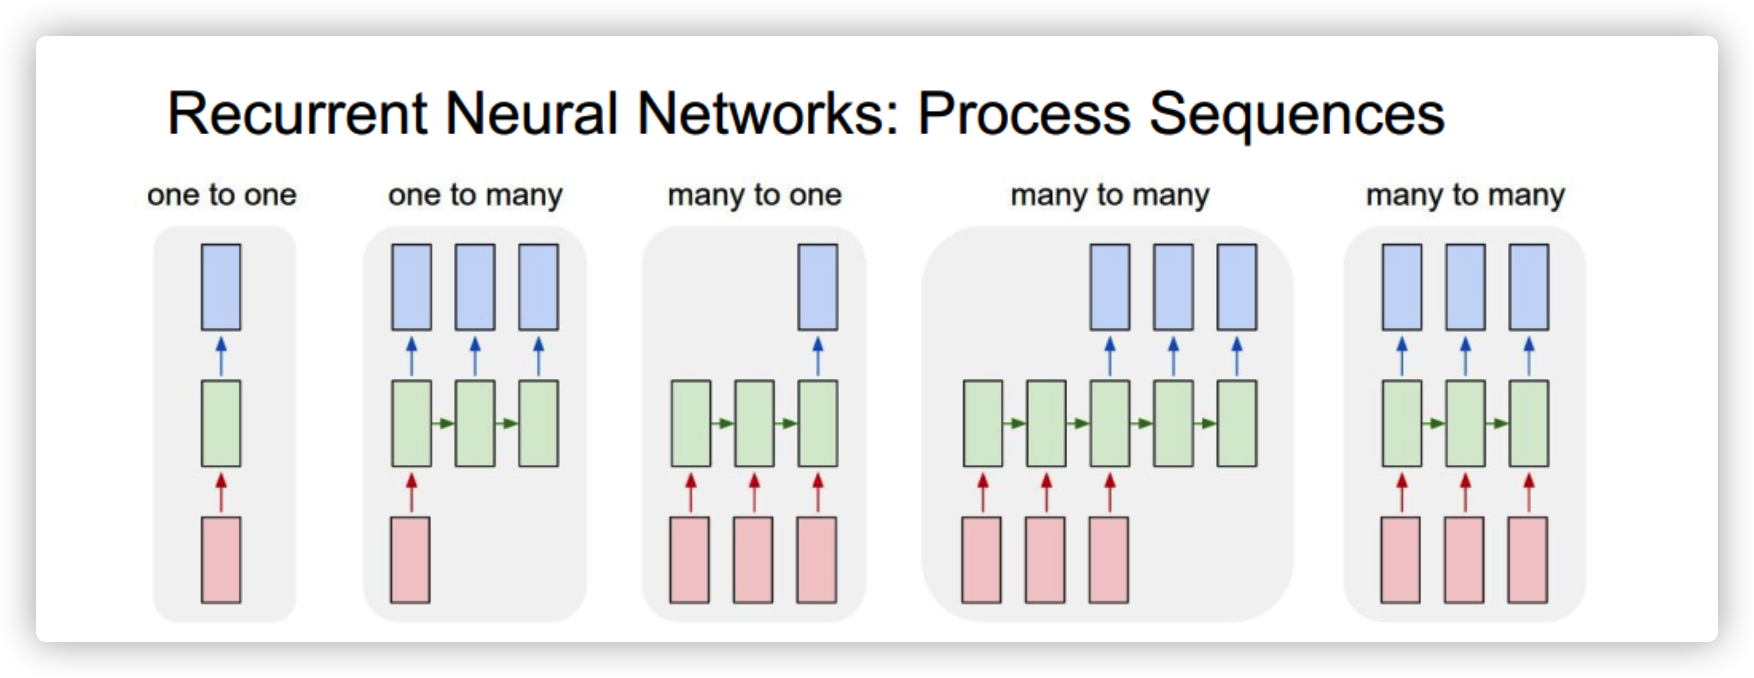 Recurrent Neural Networks: Process Sequences
one to one
one to many
many to one
many to many
many to many